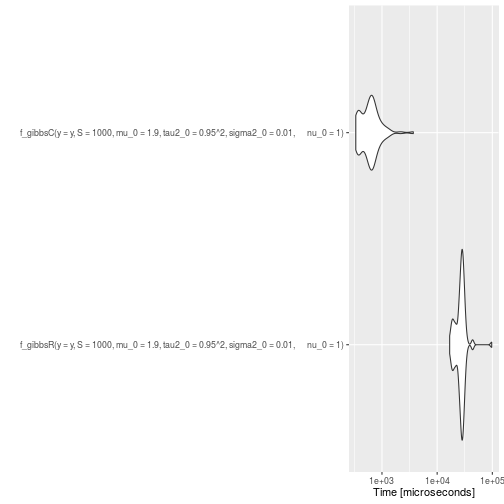 f_gibbsC(y = y, S = 1000, mu_0 = 1.9, tau2_0 = 0.95^2, sigma2_0 = 0.01, nu_0 = 1)
f_gibbsR(y = y, S = 1000, mu_0 = 1.9, tau2_0 = 0.95^2, sigma2_0 = 0.01, nu_0 = 1)
1e+03 1e+04 1e+05
Time [microseconds]